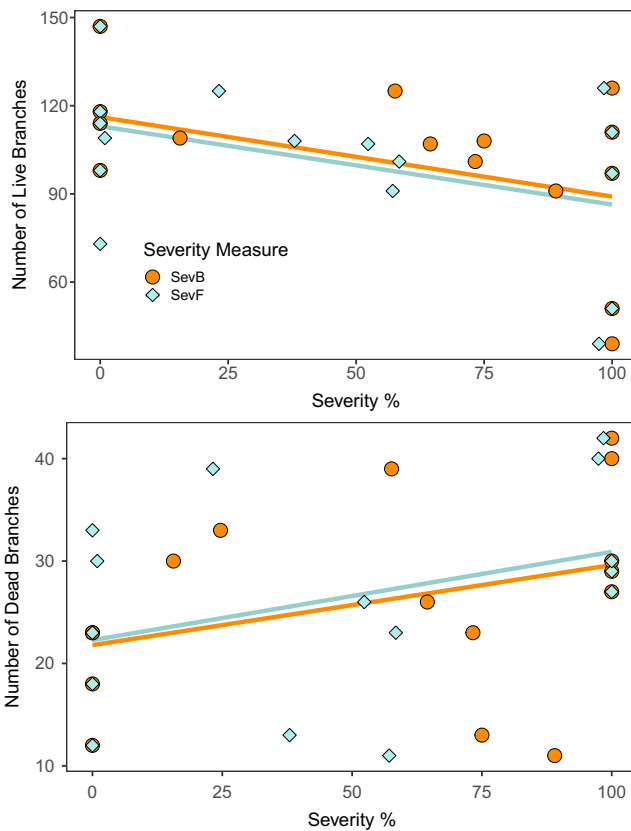 150
120
90
60
Number of Live Branches
Severity Measure
SevB
SevF
0 25 50 75 100
Severity %
40
30
20
10
Number of Dead Branches
0 25 50 75 100
Severity %